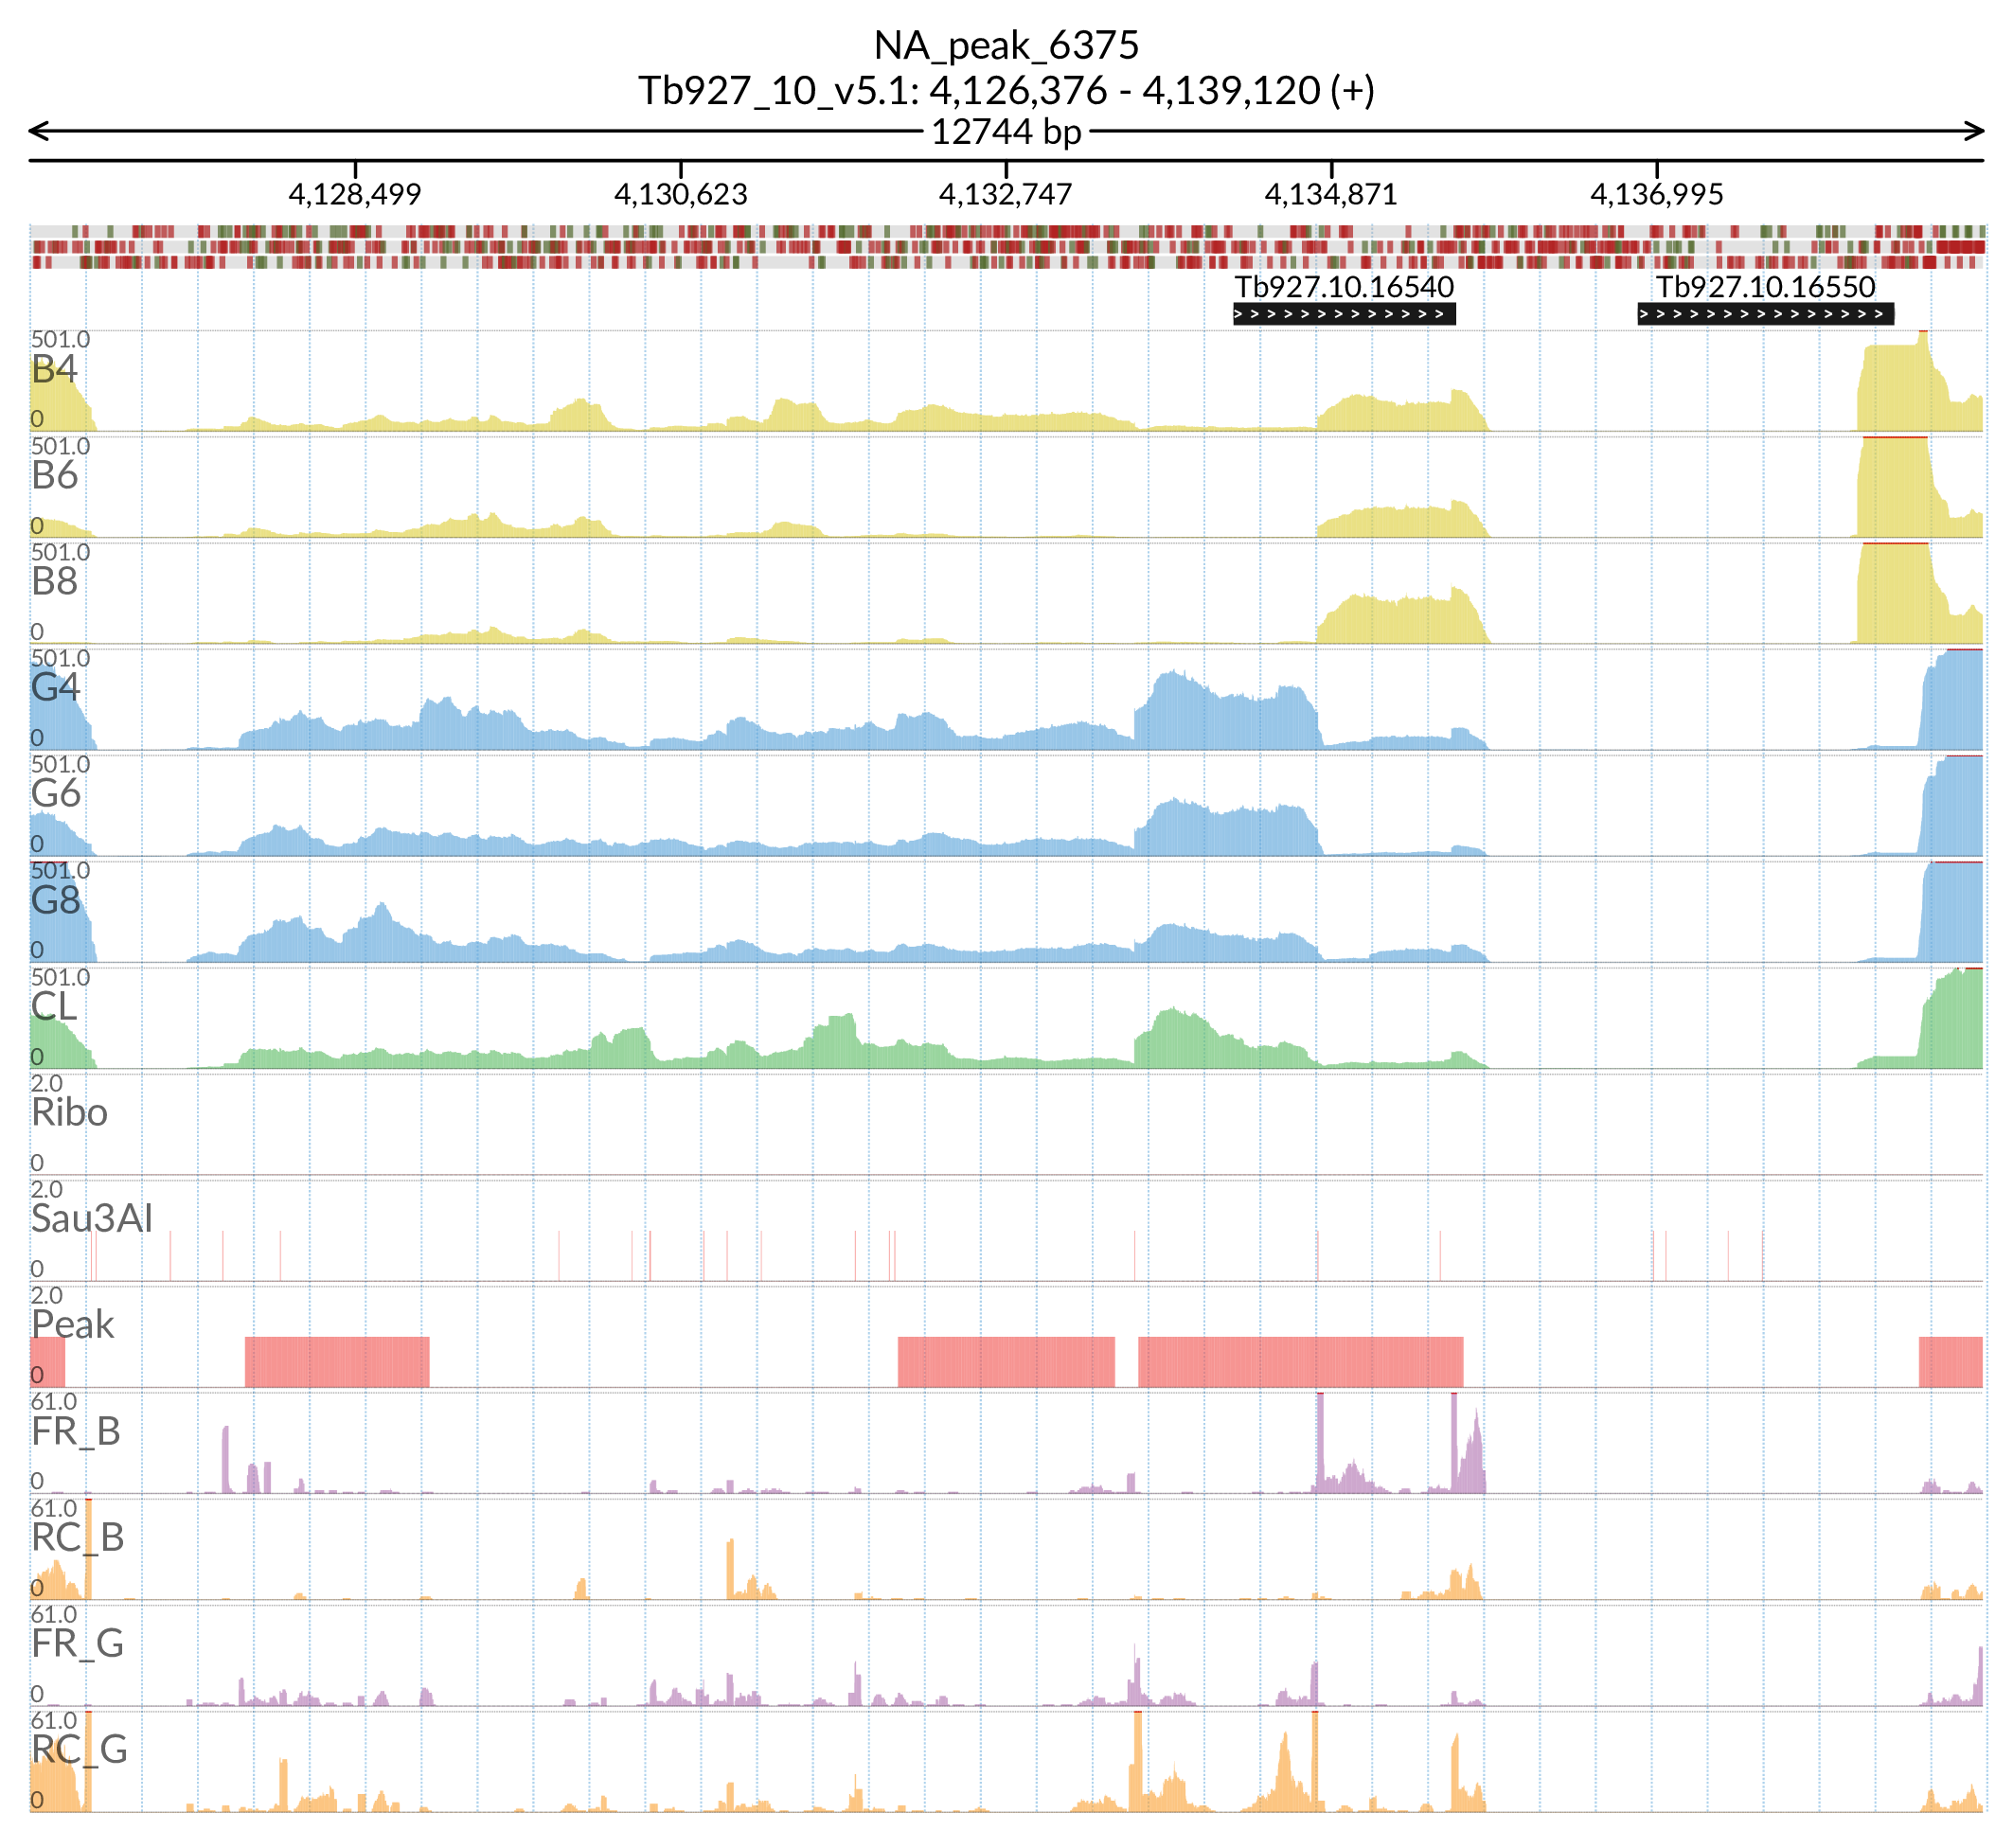 NA_peak_6375
Tb927_10_v5.1: 4,126,376 - 4,139,120 (+)
12744 bp
4,128,499 4,130,623 4,132,747 4,134,871 4,136,995
Tb927.10.16540 Tb927.10.16550
501.0
B4
0
501.0
B6
0
501.0
B8
0
501.0
G4
0
501.0
G6
0
501.0
G8
0
501.0
CL
0
2.0
Ribo
0
2.0
Sau3AI
0
2.0
Peak
0
61.0
FR_B
0
61.0
RC_B
0
61.0
FR_G
0
61.0
RC_G
0